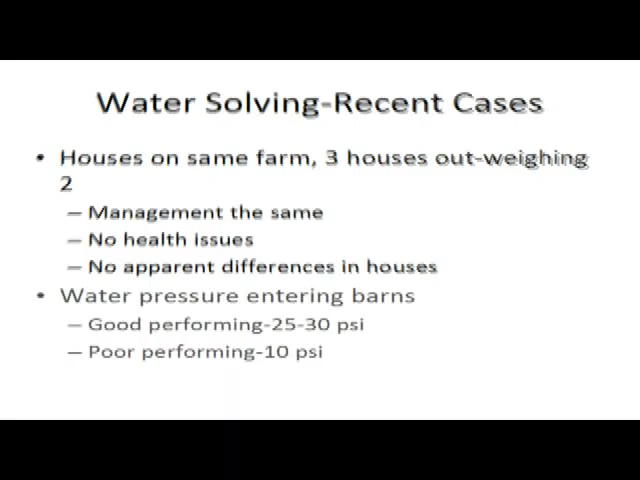 Water Solving-Recent Cases
• Houses on same farm, 3 houses out-weighing
2
– Management the same
– No health issues
– No apparent differences in houses
• Water pressure entering barns
– Good performing-25-30 psi
– Poor performing-10 psi